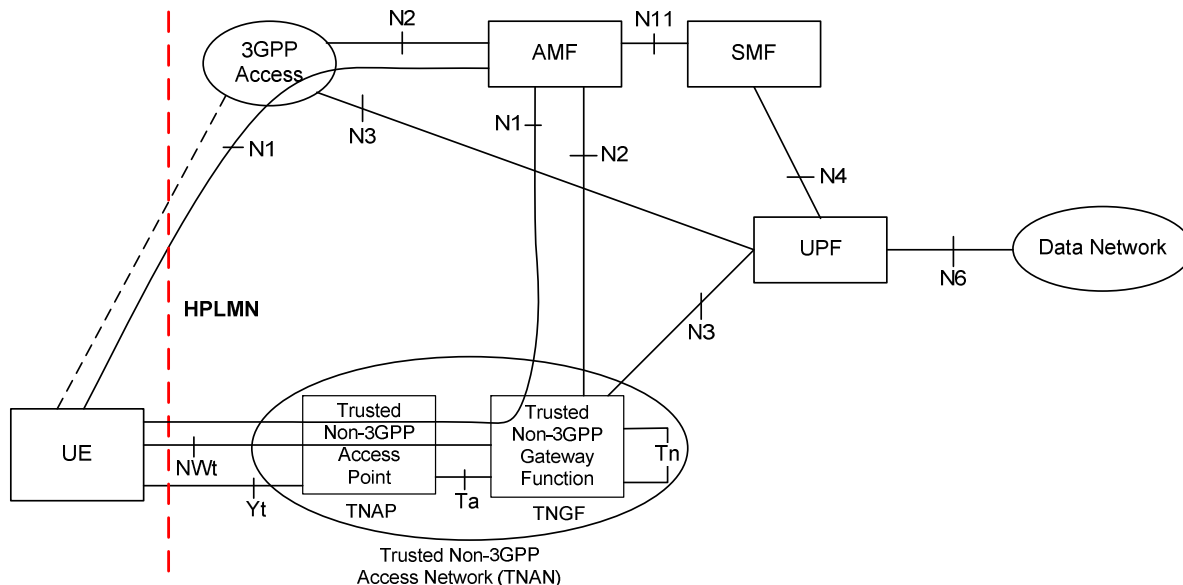 N2
N11
3GPP
Access
AMF
SMF
N1
N3
N1
N2
N4
UPF
Data Network
N6
HPLMN
N3
UE
NWt
Yt
Trusted
Non-3GPP
Access
Point
TNAP
Ta
Trusted
Non-3GPP
Gateway
Function
TNGF
Tn
Trusted Non-3GPP
Access Network (TNAN)